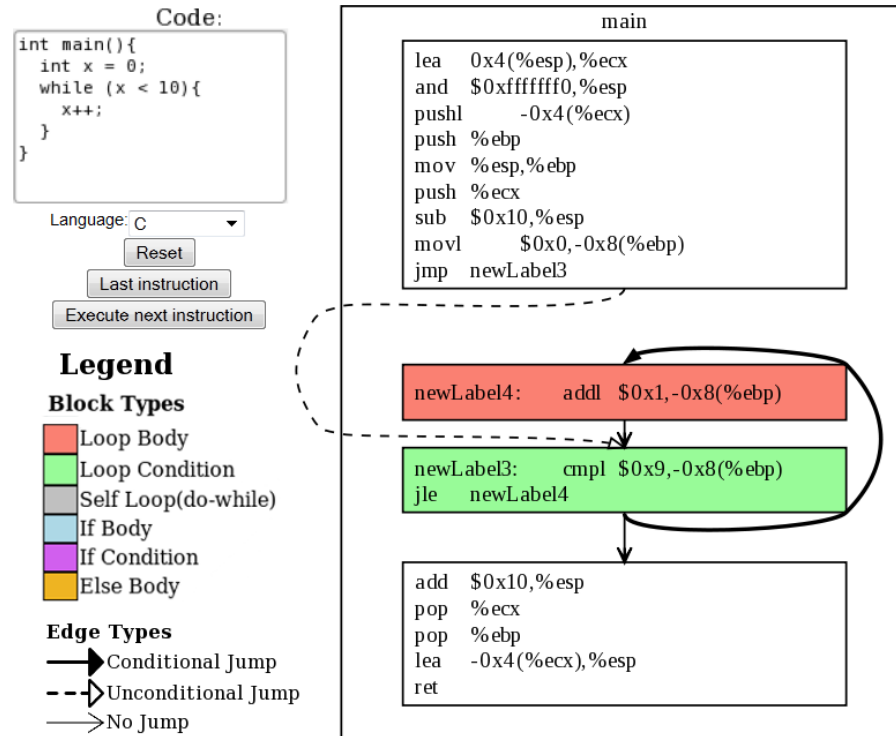 Code:
int main(){
  int x = 0;
  while (x < 10){
    x++;
  }
}
Language: C
Reset
Last instruction
Execute next instruction
Legend
Block Types
Loop Body
Loop Condition
Self Loop(do-while)
If Body
If Condition
Else Body
Edge Types
Conditional Jump
Unconditional Jump
No Jump
main
lea 0x4(%esp),%ecx
and $0xfffffff0,%esp
pushl -0x4(%ecx)
push %ebp
mov %esp,%ebp
push %ecx
sub $0x10,%esp
movl $0x0,-0x8(%ebp)
jmp newLabel3
newLabel4: addl $0x1,-0x8(%ebp)
newLabel3: cmpl $0x9,-0x8(%ebp)
jle newLabel4
add $0x10,%esp
pop %ecx
pop %ebp
lea -0x4(%ecx),%esp
ret